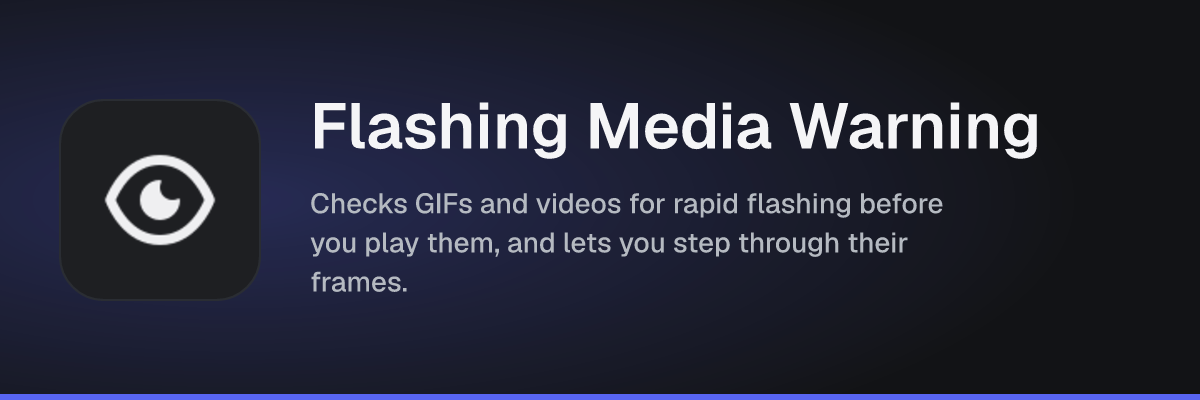 Flashing Media Warning
Checks GIFs and videos for rapid flashing before
you play them, and lets you step through their
frames.